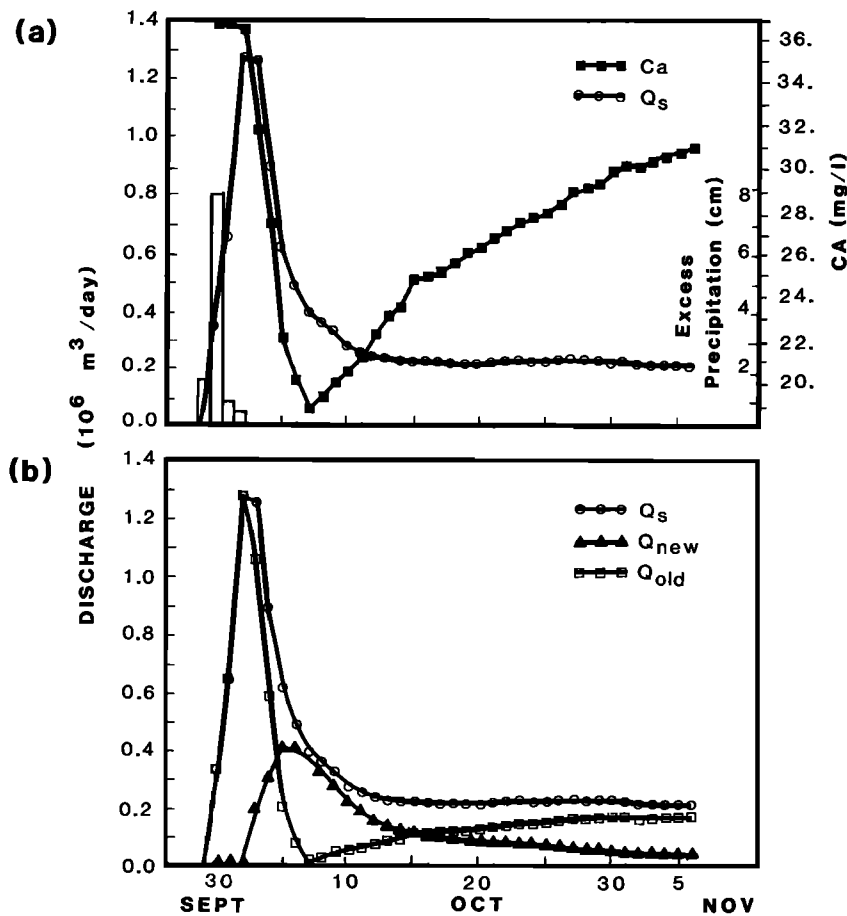 (a)
1.4
1.2
1.0
0.8
0.6
0.4
0.2
0.0
Ca
Qs
8
6
4
2
Excess
Precipitation (cm)
36.
34.
31.
30.
28.
26.
24.
22.
20.
CA (mg/l)
DISCHARGE (10⁶ m³/day)
(b)
1.4
1.2
1.0
0.8
0.6
0.4
0.2
0.0
Qs
Qnew
Qold
30 10 20 30 5
SEPT OCT NOV